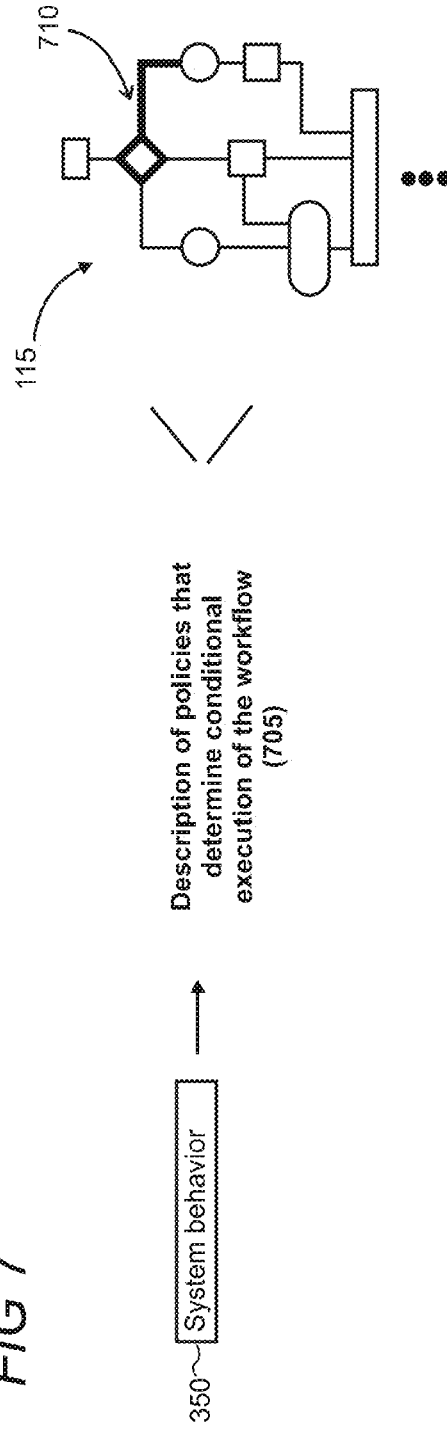 FIG 7
350
System behavior
Description of policies that
determine conditional
execution of the workflow
(705)
115
710